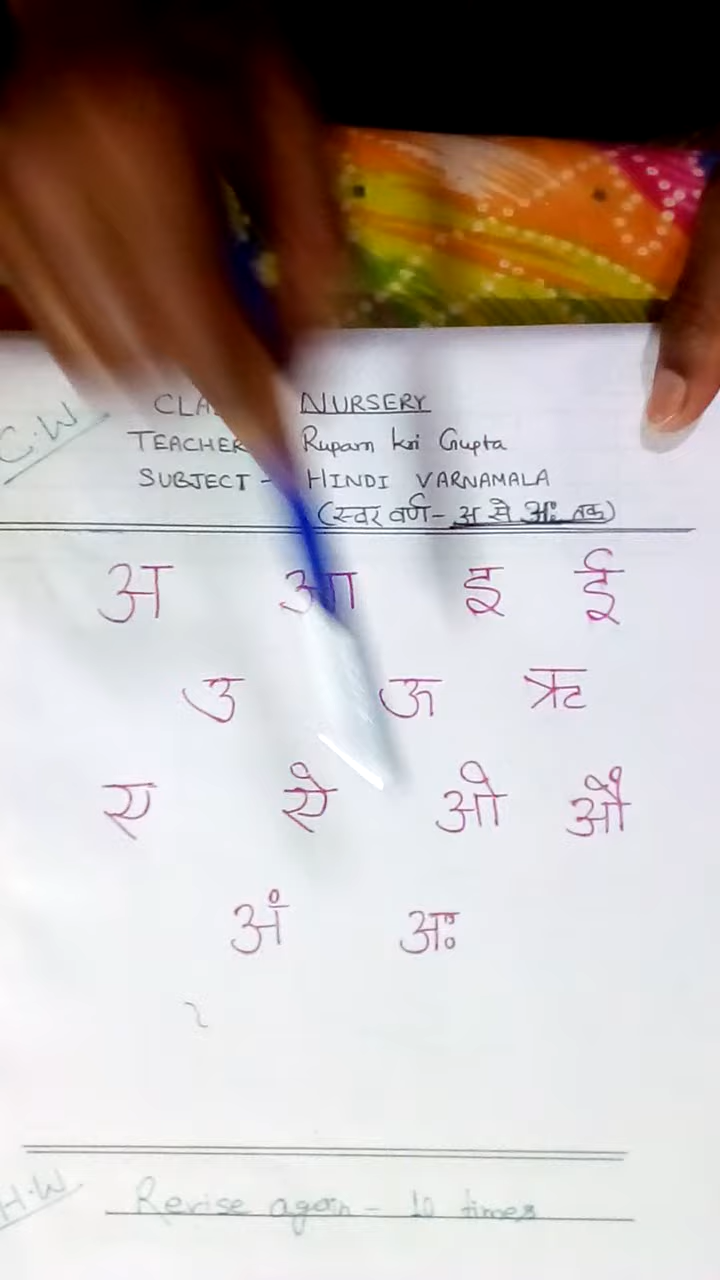 C.W
CLA NURSERY
TEACHER Rupam kri Gupta
SUBJECT - HINDI VARNAMALA
(स्वर वर्ण - अ से अः तक)
अ आ इ ई
उ ऊ ऋ
ए ऐ ओ औ
अं अः
H.W.
Revise again - 10 times